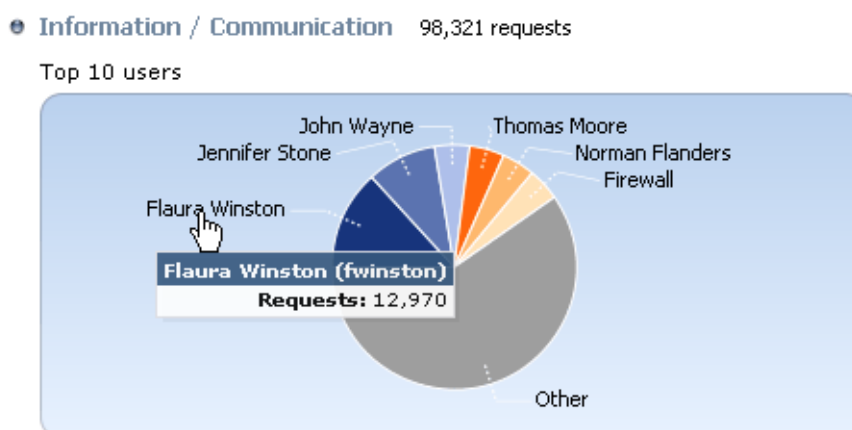 Information / Communication 98,321 requests
Top 10 users
John Wayne
Thomas Moore
Jennifer Stone
Norman Flanders
Firewall
Flaura Winston
Flaura Winston (fwinston)
Requests: 12,970
Other